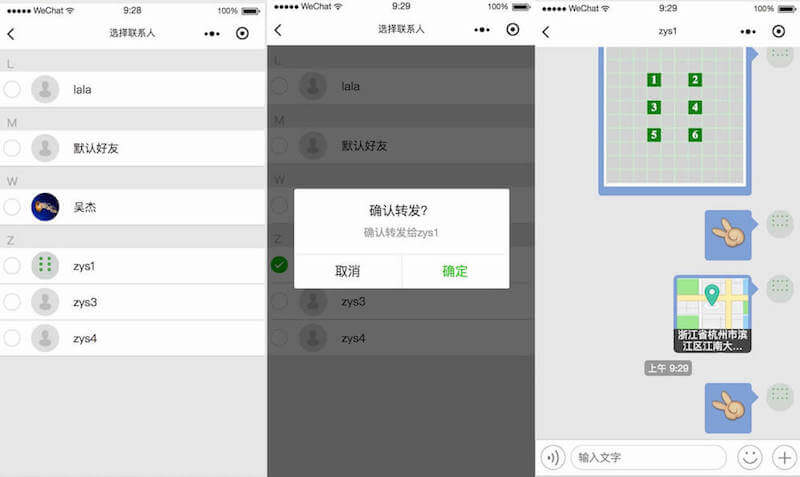 WeChat 9:28 100%
选择联系人
L
lala
M
默认好友
W
吴杰
Z
zys1
zys3
zys4
WeChat 9:29 100%
选择联系人
L
lala
M
默认好友
W
确认转发?
确认转发给zys1
取消 确定
Z
zys3
zys4
WeChat 9:29 100%
zys1
1 2
3 4
5 6
浙江省杭州市滨
江区江南大...
上午 9:29
输入文字